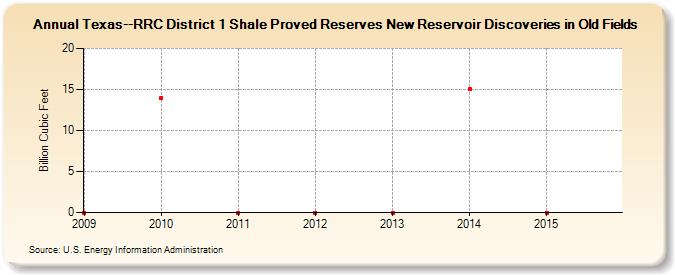 Annual Texas--RRC District 1 Shale Proved Reserves New Reservoir Discoveries in Old Fields
Billion Cubic Feet
20
15
10
5
0
2009 2010 2011 2012 2013 2014 2015
Source: U.S. Energy Information Administration